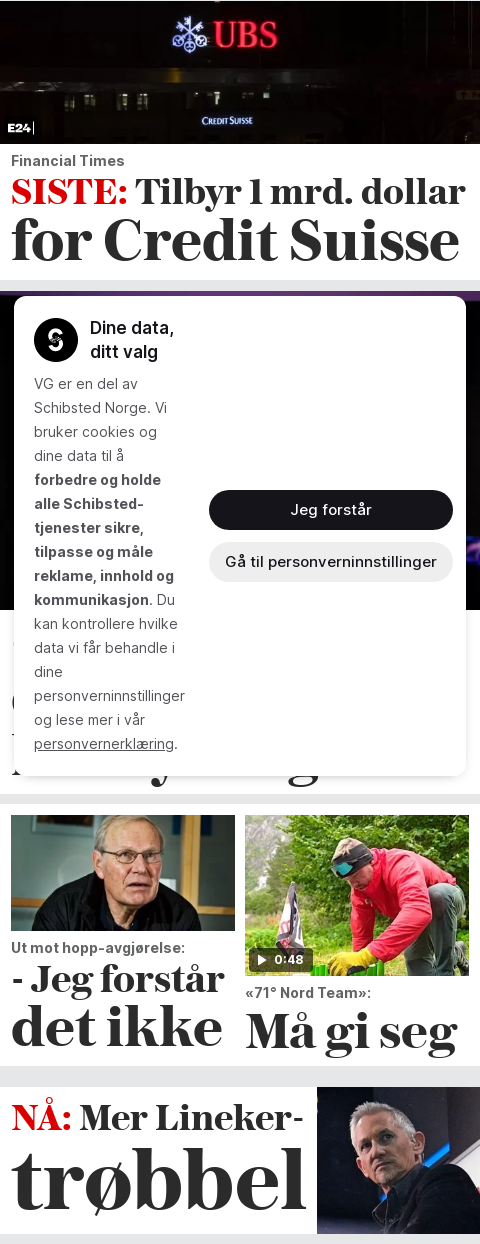 UBS
CREDIT SUISSE
E24
Financial Times
SISTE: Tilbyr 1 mrd. dollar
for Credit Suisse
Dine data,
ditt valg
VG er en del av
Schibsted Norge. Vi
bruker cookies og
dine data til å
forbedre og holde
alle Schibsted-
tjenester sikre,
tilpasse og måle
reklame, innhold og
kommunikasjon. Du
kan kontrollere hvilke
data vi får behandle i
dine
personverninnstillinger
og lese mer i vår
personvernerklæring.
Jeg forstår
Gå til personverninnstillinger
Ut mot hopp-avgjørelse:
- Jeg forstår
det ikke
0:48
«71° Nord Team»:
Må gi seg
NÅ: Mer Lineker-
trøbbel